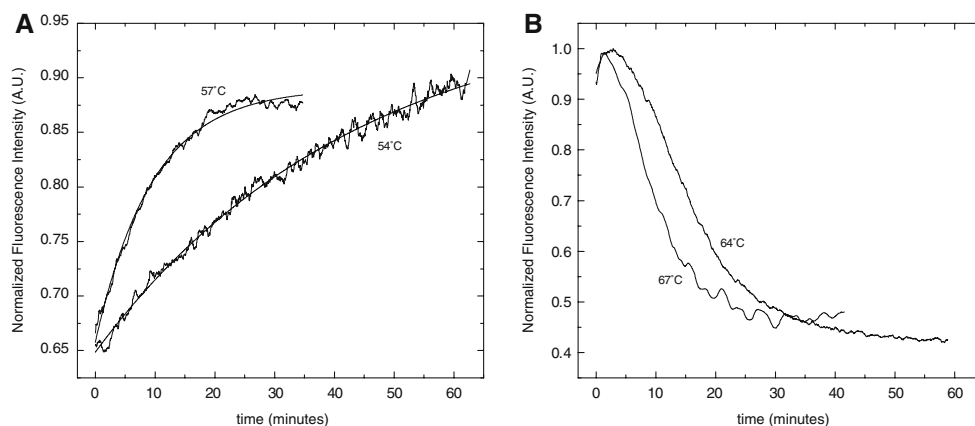 A
Normalized Fluorescence Intensity (A.U.)
0.95
0.90
0.85
0.80
0.75
0.70
0.65
57°C
54°C
0 10 20 30 40 50 60
time (minutes)
B
Normalized Fluorescence Intensity (A.U.)
1.0
0.9
0.8
0.7
0.6
0.5
0.4
64°C
67°C
0 10 20 30 40 50 60
time (minutes)